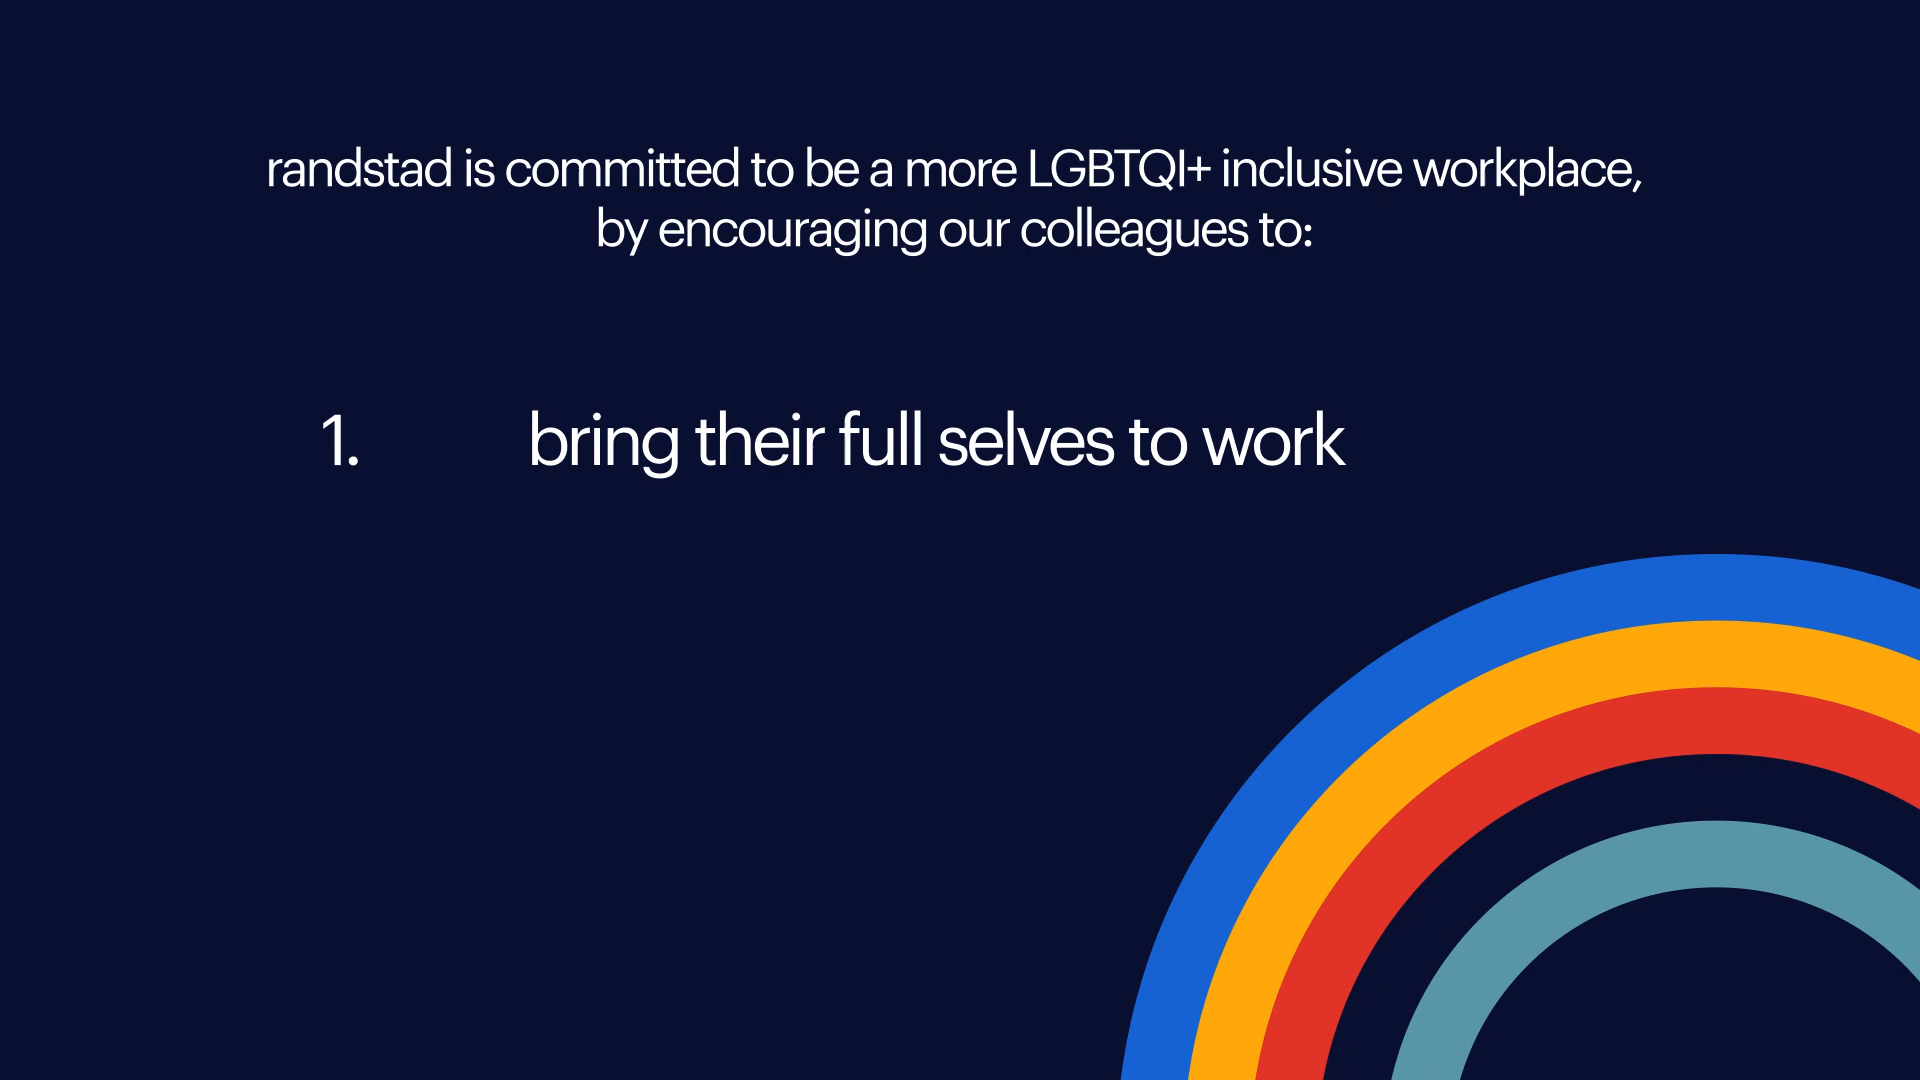 randstad is committed to be a more LGBTQI+ inclusive workplace,
by encouraging our colleagues to:
1. bring their full selves to work